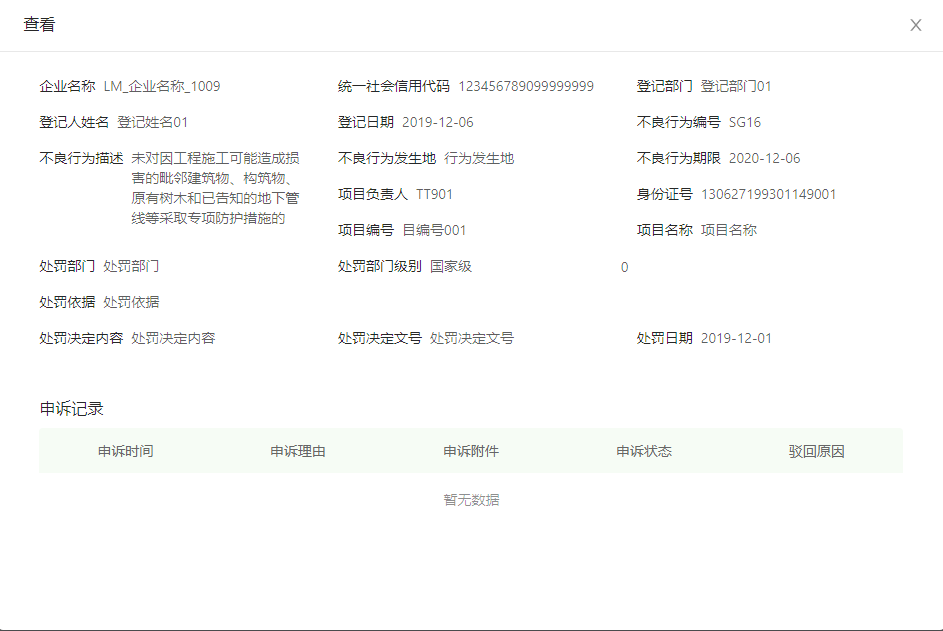 查看
企业名称 LM_企业名称_1009 统一社会信用代码 123456789099999999 登记部门 登记部门01
登记人姓名 登记姓名01 登记日期 2019-12-06 不良行为编号 SG16
不良行为描述 未对因工程施工可能造成损 不良行为发生地 行为发生地 不良行为期限 2020-12-06
害的毗邻建筑物、构筑物、
项目负责人 TT901 身份证号 130627199301149001
原有树木和已告知的地下管
线等采取专项防护措施的
项目编号 目编号001 项目名称 项目名称
处罚部门 处罚部门 处罚部门级别 国家级 0
处罚依据 处罚依据
处罚决定内容 处罚决定内容 处罚决定文号 处罚决定文号 处罚日期 2019-12-01
申诉记录
申诉时间 申诉理由 申诉附件 申诉状态 驳回原因
暂无数据